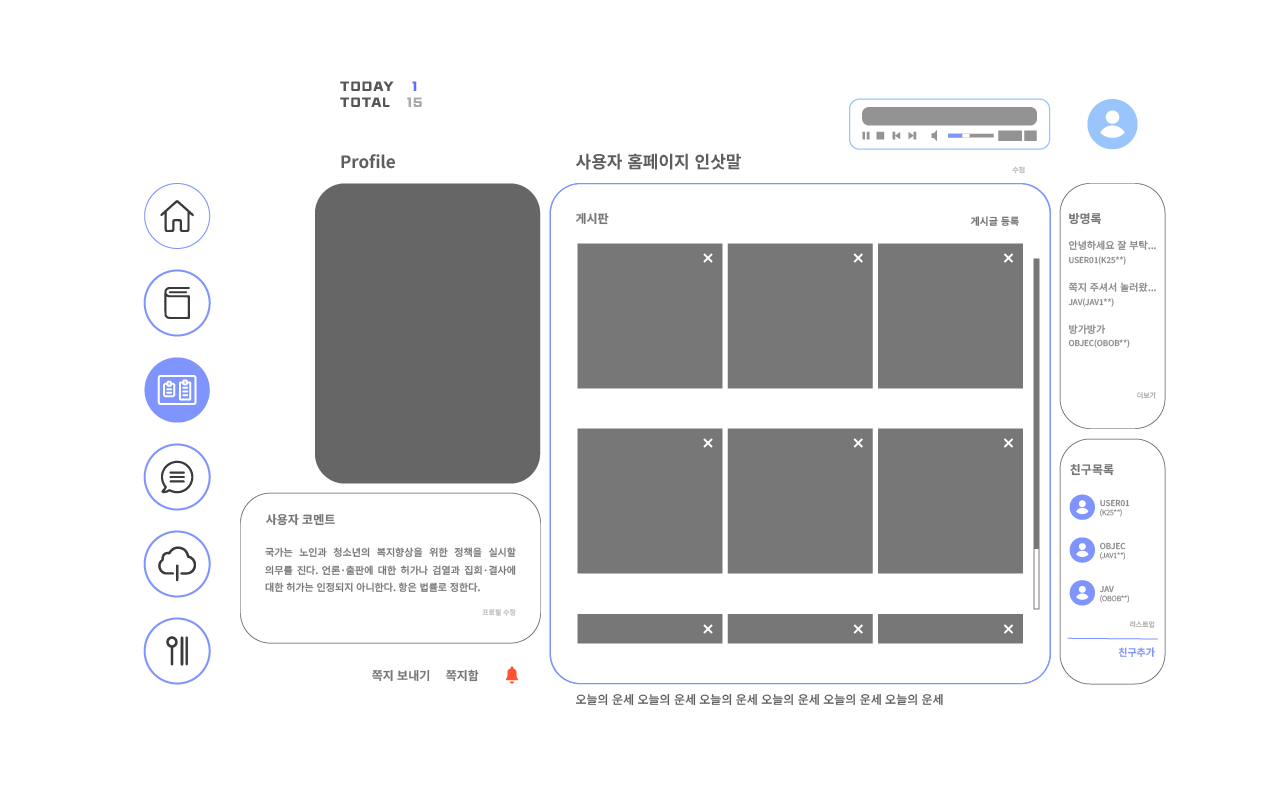 TODAY 1
TOTAL 15
Profile
사용자 홈페이지 인삿말
수정
게시판
게시글 등록
방명록
안녕하세요 잘 부탁...
USER01(K25**)
쪽지 주셔서 놀러왔...
JAV(JAV1**)
방가방가
OBJEC(OBOB**)
더보기
사용자 코멘트
국가는 노인과 청소년의 복지향상을 위한 정책을 실시할
의무를 진다. 언론·출판에 대한 허가나 검열과 집회·결사에
대한 허가는 인정되지 아니한다. 항은 법률로 정한다.
프로필 수정
친구목록
USER01
(K25**)
OBJEC
(JAV1**)
JAV
(OBOB**)
리스트업
친구추가
쪽지 보내기 쪽지함
오늘의 운세 오늘의 운세 오늘의 운세 오늘의 운세 오늘의 운세 오늘의 운세